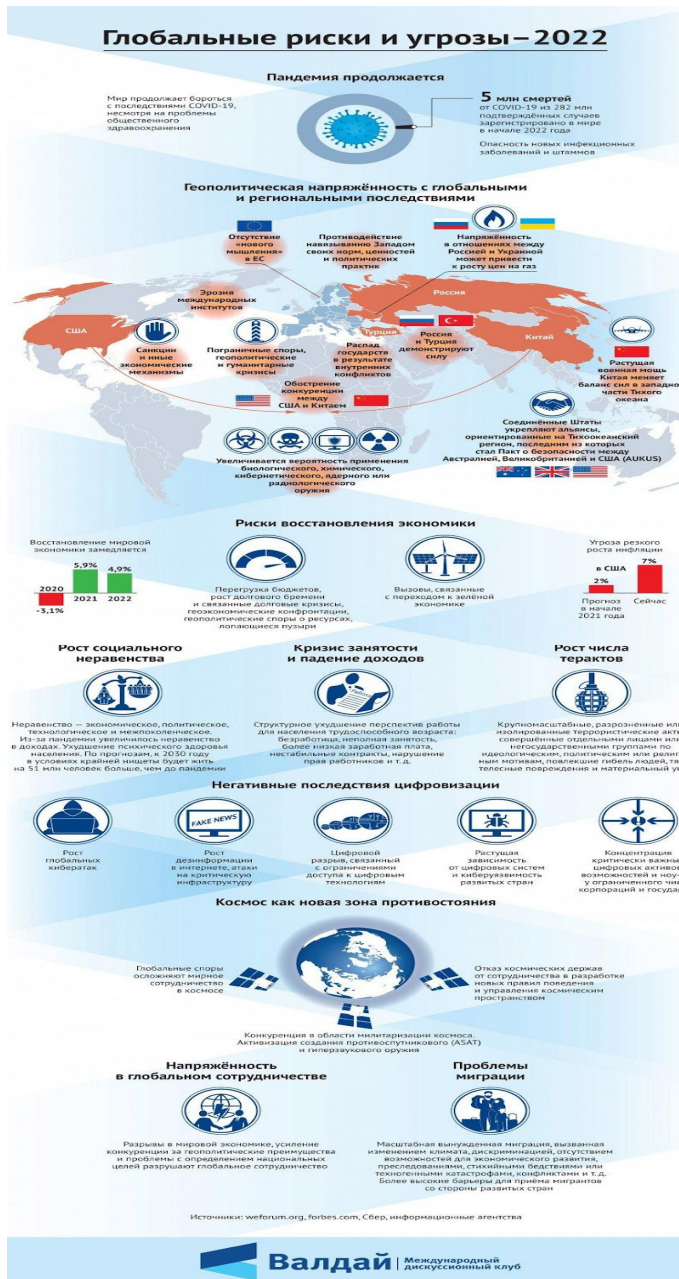 Глобальные риски и угрозы – 2022
Пандемия продолжается
Мир продолжает бороться
с последствиями COVID-19,
несмотря на проблемы
общественного
здравоохранения
5 млн смертей
от COVID-19 из 282 млн
подтверждённых случаев
зарегистрировано в мире
в начале 2022 года
Опасность новых инфекционных
заболеваний и штаммов
Геополитическая напряжённость с глобальными
и региональными последствиями
Отсутствие
«нового
мышления»
в ЕС
Противодействие
навязыванию Западом
своих норм, ценностей
и политических
практик
Напряжённость
в отношениях между
Россией и Украиной
может привести
к росту цен на газ
Эрозия
международных
институтов
Россия
США
Турция
Китай
Санкции
и иные
экономические
механизмы
Пограничные споры,
геополитические
и гуманитарные
кризисы
Распад
государств
в результате
внутренних
конфликтов
Россия
и Турция
демонстрируют
силу
Растущая
военная мощь
Китая меняет
баланс сил в западно
части Тихого
океана
Обострение
конкуренции
между
США и Китаем
Соединённые Штаты
укрепляют альянсы,
ориентированные на Тихоокеанский
регион, последним из которых
стал Пакт о безопасности между
Австралией, Великобританией и США (AUKUS)
Увеличивается вероятность применения
биологического, химического,
кибернетического, ядерного или
радиологического
оружия
Риски восстановления экономики
Восстановление мировой
экономики замедляется
2020
-3,1%
5,9%
2021
4,9%
2022
Перегрузка бюджетов,
рост долгового бремени
и связанные долговые кризисы,
геоэкономические конфронтации,
геополитические споры о ресурсах,
лопающиеся пузыри
Вызовы, связанные
с переходом к зелёной
экономике
Угроза резкого
роста инфляции
в США
2%
7%
Прогноз
в начале
2021 года
Сейчас
Рост социального
неравенства
Неравенство — экономическое, политическое,
технологическое и межпоколенческое.
Из-за пандемии увеличилось неравенство
в доходах. Ухудшение психического здоровья
населения. По прогнозам, к 2030 году
в условиях крайней нищеты будет жить
на 51 млн человек больше, чем до пандемии
Кризис занятости
и падение доходов
Структурное ухудшение перспектив работы
для населения трудоспособного возраста:
безработица, неполная занятость,
более низкая заработная плата,
нестабильные контракты, нарушение
прав работников и т. д.
Рост числа
терактов
Крупномасштабные, разрозненные или
изолированные террористические акт
совершённые отдельными лицами или
негосударственными группами по
идеологическим, политическим или религ
ным мотивам, повлекшие гибель людей, тя
телесные повреждения и материальный у
Негативные последствия цифровизации
Рост
глобальных
кибератак
FAKE NEWS
Рост
дезинформации
в интернете, атаки
на критическую
инфраструктуру
Цифровой
разрыв, связанный
с ограничениями
доступа к цифровым
технологиям
Растущая
зависимость
от цифровых систем
и киберуязвимость
развитых стран
Концентрация
критически важны
цифровых активо
возможностей и ноу-
у ограниченного чи
корпораций и государ
Космос как новая зона противостояния
Глобальные споры
осложняют мирное
сотрудничество
в космосе
Отказ космических держав
от сотрудничества в разработке
новых правил поведения
и управления космическим
пространством
Конкуренция в области милитаризации космоса.
Активизация создания противоспутникового (ASAT)
и гиперзвукового оружия
Напряжённость
в глобальном сотрудничестве
Разрывы в мировой экономике, усиление
конкуренции за геополитические преимущества
и проблемы с определением национальных
целей разрушают глобальное сотрудничество
Проблемы
миграции
Масштабная вынужденная миграция, вызванная
изменением климата, дискриминацией, отсутствием
возможностей для экономического развития,
преследованиями, стихийными бедствиями или
техногенными катастрофами, конфликтами и т. д.
Более высокие барьеры для приёма мигрантов
со стороны развитых стран
Источники: weforum.org, forbes.com, Сбер, информационные агентства
Валдай
Международный
дискуссионный клуб